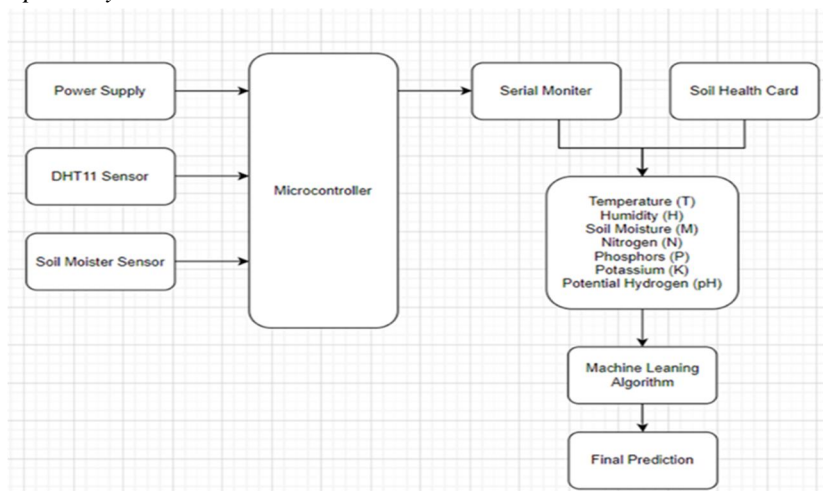 Power Supply
DHT11 Sensor
Soil Moister Sensor
Microcontroller
Serial Moniter
Soil Health Card
Temperature (T)
Humidity (H)
Soil Moisture (M)
Nitrogen (N)
Phosphors (P)
Potassium (K)
Potential Hydrogen (pH)
Machine Leaning
Algorithm
Final Prediction